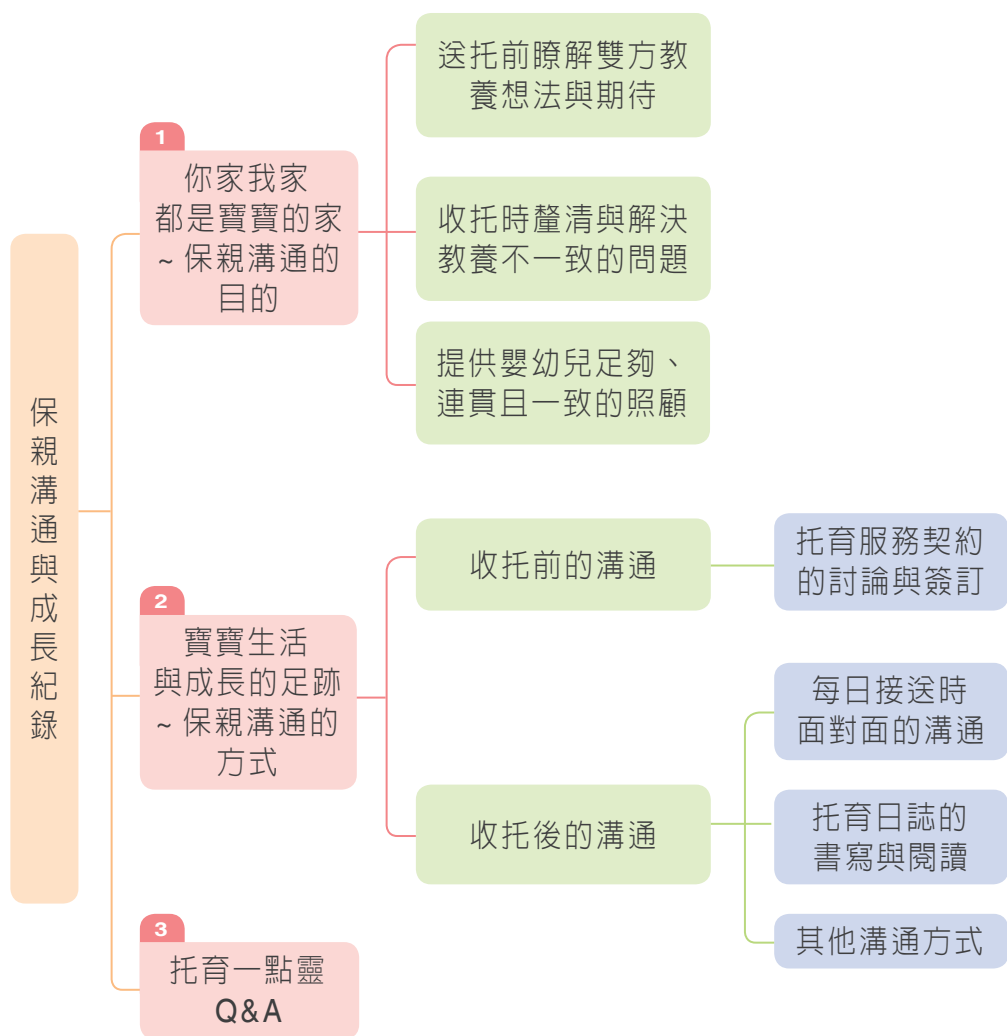 保親溝通與成長紀錄
1
你家我家
都是寶寶的家
~ 保親溝通的
目的
送托前瞭解雙方教
養想法與期待
收托時釐清與解決
教養不一致的問題
提供嬰幼兒足夠、
連貫且一致的照顧
2
寶寶生活
與成長的足跡
~ 保親溝通的
方式
收托前的溝通
托育服務契約
的討論與簽訂
收托後的溝通
每日接送時
面對面的溝通
托育日誌的
書寫與閱讀
其他溝通方式
3
托育一點靈
Q&A